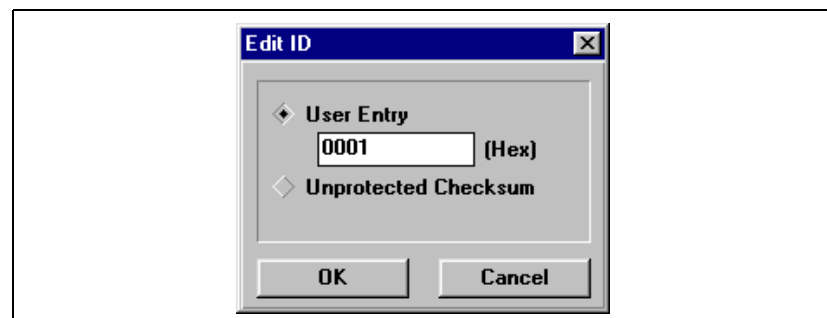 Edit ID
User Entry
0001 (Hex)
Unprotected Checksum
OK Cancel